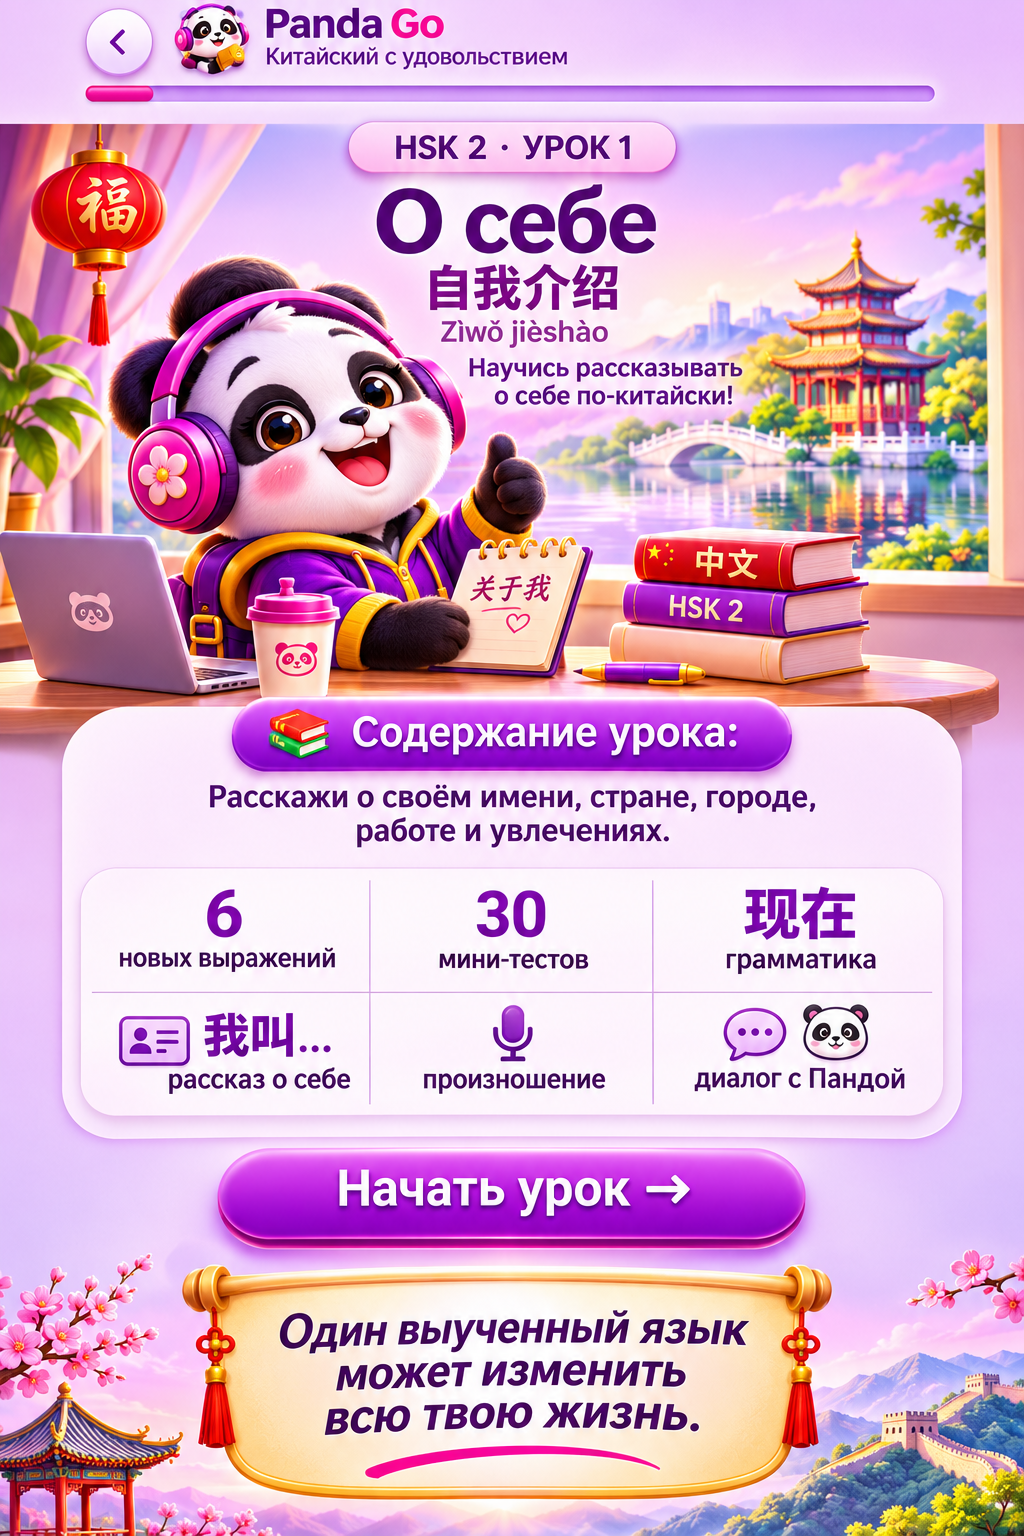 Panda Go
Китайский с удовольствием
HSK 2 · УРОК 1
福
О себе
自我介绍
Zìwǒ jièshào
Научись рассказывать
о себе по-китайски!
关于我
中文
HSK 2
Содержание урока:
Расскажи о своём имени, стране, городе,
работе и увлечениях.
6
новых выражений
30
мини-тестов
现在
грамматика
我叫...
рассказ о себе
произношение
диалог с Пандой
Начать урок →
Один выученный язык
может изменить
всю твою жизнь.